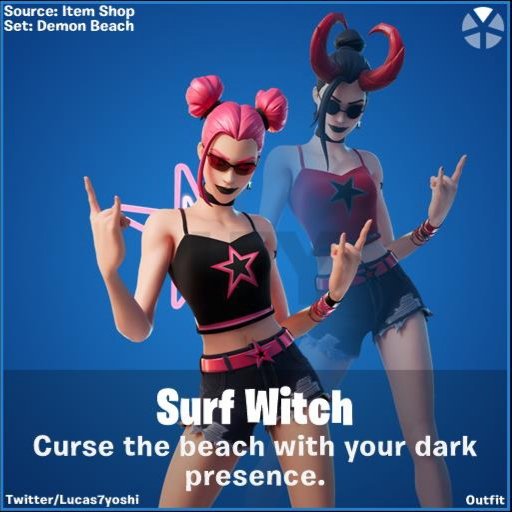 Source: Item Shop
Set: Demon Beach
Surf Witch
Curse the beach with your dark
presence.
Twitter/Lucas7yoshi
Outfit